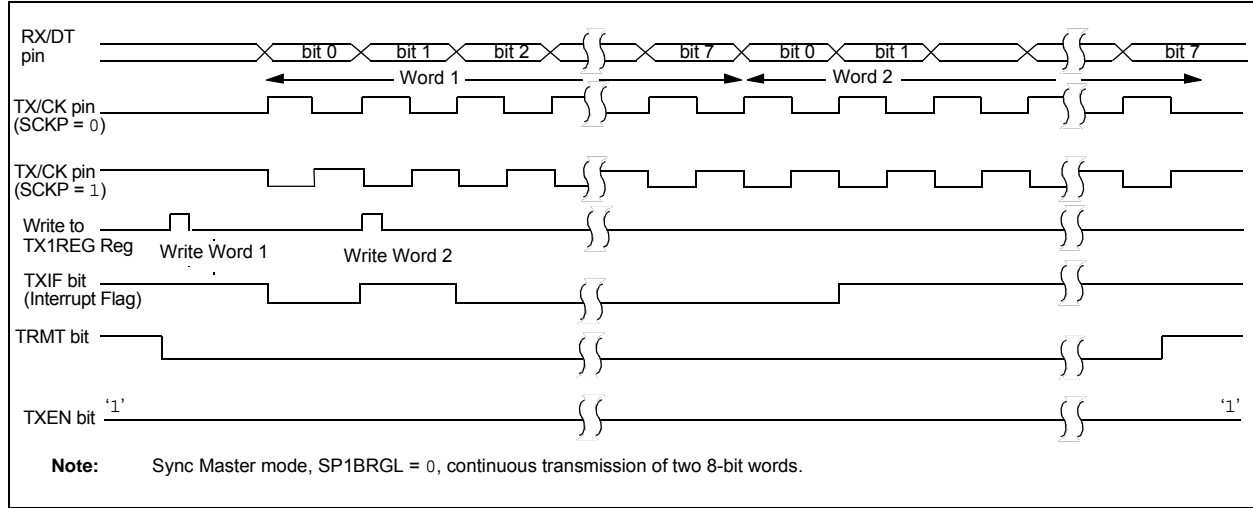 RX/DT
pin
bit 0 bit 1 bit 2 bit 7 bit 0 bit 1 bit 7
Word 1 Word 2
TX/CK pin
(SCKP = 0)
TX/CK pin
(SCKP = 1)
Write to
TX1REG Reg
Write Word 1 Write Word 2
TXIF bit
(Interrupt Flag)
TRMT bit
TXEN bit ‘1’ ‘1’
Note: Sync Master mode, SP1BRGL = 0, continuous transmission of two 8-bit words.